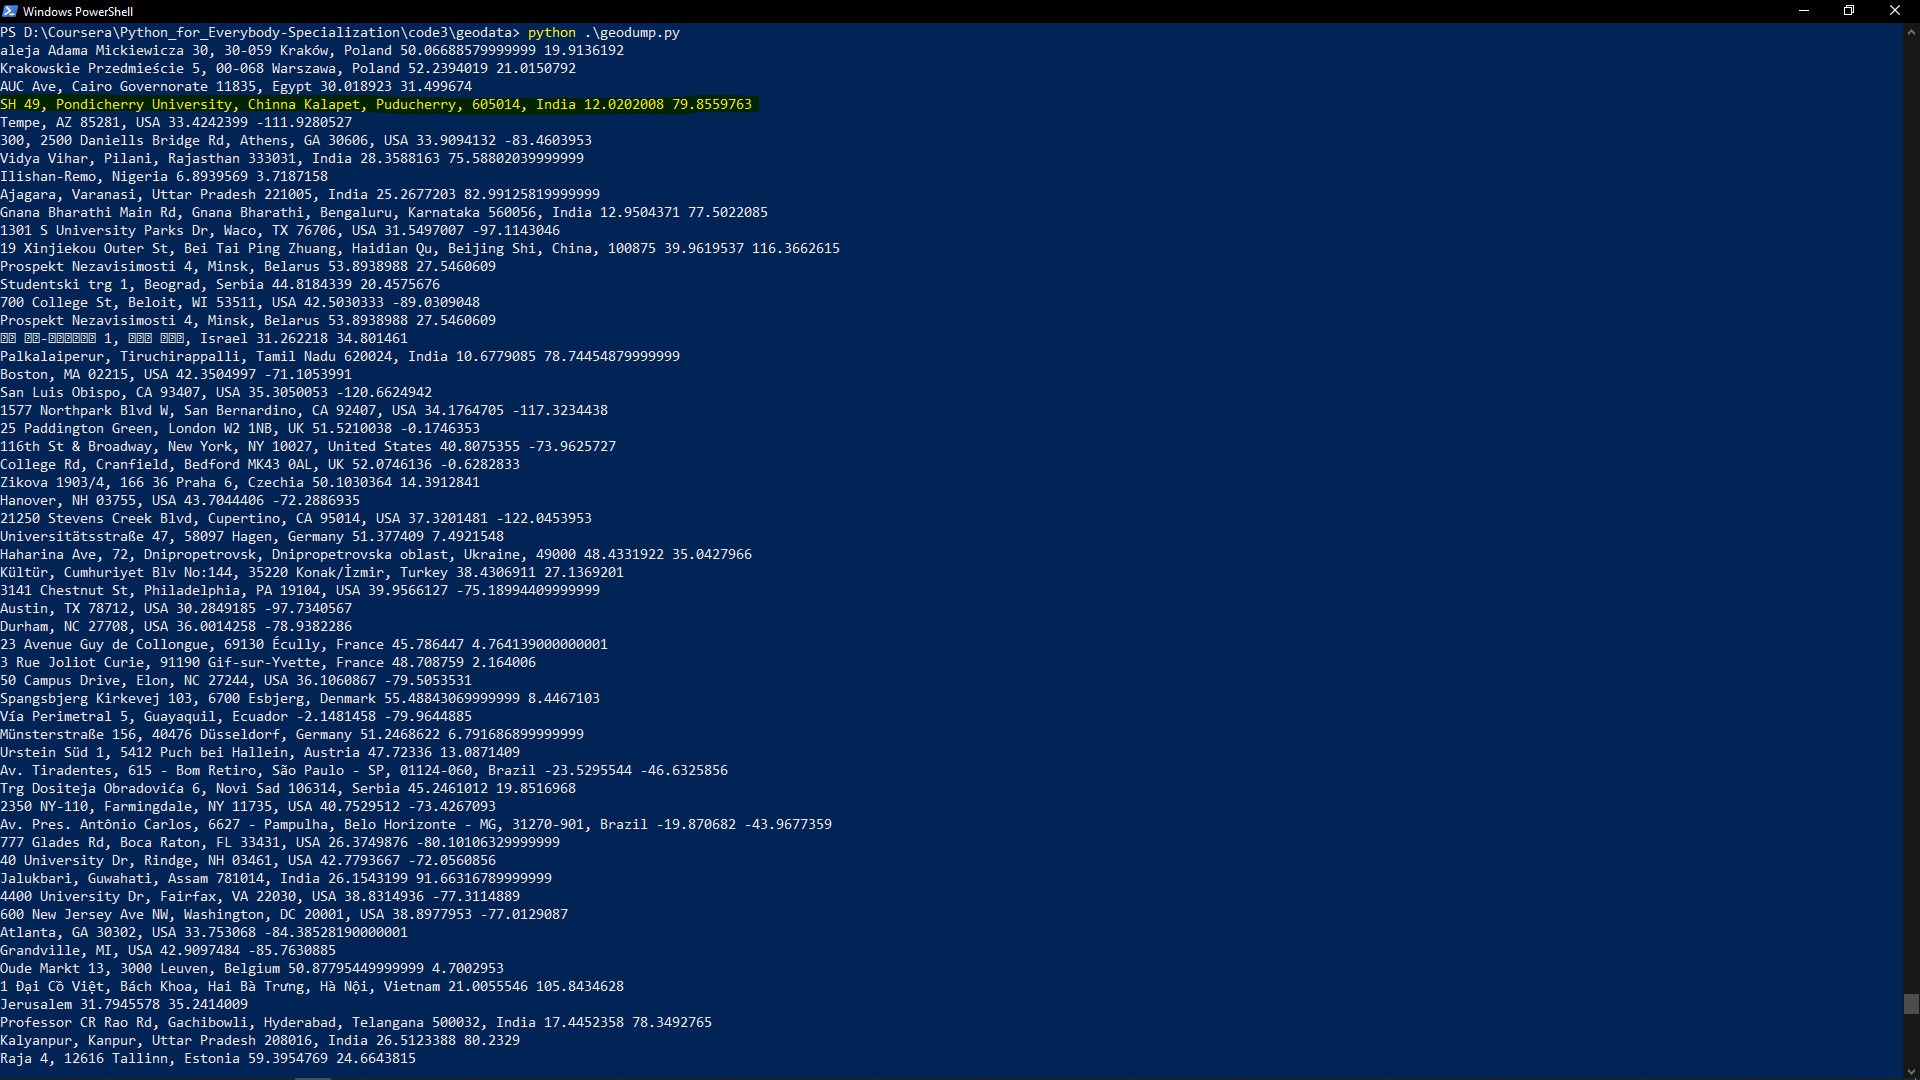 Windows PowerShell
PS D:\Coursera\Python_for_Everybody-Specialization\code3\geodata> python .\geodump.py
aleja Adama Mickiewicza 30, 30-059 Kraków, Poland 50.06688579999999 19.9136192
Krakowskie Przedmieście 5, 00-068 Warszawa, Poland 52.2394019 21.0150792
AUC Ave, Cairo Governorate 11835, Egypt 30.018923 31.499674
SH 49, Pondicherry University, Chinna Kalapet, Puducherry, 605014, India 12.0202008 79.8559763
Tempe, AZ 85281, USA 33.4242399 -111.9280527
300, 2500 Daniells Bridge Rd, Athens, GA 30606, USA 33.9094132 -83.4603953
Vidya Vihar, Pilani, Rajasthan 333031, India 28.3588163 75.58802039999999
Ilishan-Remo, Nigeria 6.8939569 3.7187158
Ajagara, Varanasi, Uttar Pradesh 221005, India 25.2677203 82.99125819999999
Gnana Bharathi Main Rd, Gnana Bharathi, Bengaluru, Karnataka 560056, India 12.9504371 77.5022085
1301 S University Parks Dr, Waco, TX 76706, USA 31.5497007 -97.1143046
19 Xinjiekou Outer St, Bei Tai Ping Zhuang, Haidian Qu, Beijing Shi, China, 100875 39.9619537 116.3662615
Prospekt Nezavisimosti 4, Minsk, Belarus 53.8938988 27.5460609
Studentski trg 1, Beograd, Serbia 44.8184339 20.4575676
700 College St, Beloit, WI 53511, USA 42.5030333 -89.0309048
Prospekt Nezavisimosti 4, Minsk, Belarus 53.8938988 27.5460609
1, Israel 31.262218 34.801461
Palkalaiperur, Tiruchirappalli, Tamil Nadu 620024, India 10.6779085 78.74454879999999
Boston, MA 02215, USA 42.3504997 -71.1053991
San Luis Obispo, CA 93407, USA 35.3050053 -120.6624942
1577 Northpark Blvd W, San Bernardino, CA 92407, USA 34.1764705 -117.3234438
25 Paddington Green, London W2 1NB, UK 51.5210038 -0.1746353
116th St & Broadway, New York, NY 10027, United States 40.8075355 -73.9625727
College Rd, Cranfield, Bedford MK43 0AL, UK 52.0746136 -0.6282833
Zikova 1903/4, 166 36 Praha 6, Czechia 50.1030364 14.3912841
Hanover, NH 03755, USA 43.7044406 -72.2886935
21250 Stevens Creek Blvd, Cupertino, CA 95014, USA 37.3201481 -122.0453953
Universitätsstraße 47, 58097 Hagen, Germany 51.377409 7.4921548
Haharina Ave, 72, Dnipropetrovsk, Dnipropetrovska oblast, Ukraine, 49000 48.4331922 35.0427966
Kültür, Cumhuriyet Blv No:144, 35220 Konak/İzmir, Turkey 38.4306911 27.1369201
3141 Chestnut St, Philadelphia, PA 19104, USA 39.9566127 -75.18994409999999
Austin, TX 78712, USA 30.2849185 -97.7340567
Durham, NC 27708, USA 36.0014258 -78.9382286
23 Avenue Guy de Collongue, 69130 Écully, France 45.786447 4.764139000000001
3 Rue Joliot Curie, 91190 Gif-sur-Yvette, France 48.708759 2.164006
50 Campus Drive, Elon, NC 27244, USA 36.1060867 -79.5053531
Spangsbjerg Kirkevej 103, 6700 Esbjerg, Denmark 55.48843069999999 8.4467103
Vía Perimetral 5, Guayaquil, Ecuador -2.1481458 -79.9644885
Münsterstraße 156, 40476 Düsseldorf, Germany 51.2468622 6.791686899999999
Urstein Süd 1, 5412 Puch bei Hallein, Austria 47.72336 13.0871409
Av. Tiradentes, 615 - Bom Retiro, São Paulo - SP, 01124-060, Brazil -23.5295544 -46.6325856
Trg Dositeja Obradovića 6, Novi Sad 106314, Serbia 45.2461012 19.8516968
2350 NY-110, Farmingdale, NY 11735, USA 40.7529512 -73.4267093
Av. Pres. Antônio Carlos, 6627 - Pampulha, Belo Horizonte - MG, 31270-901, Brazil -19.870682 -43.9677359
777 Glades Rd, Boca Raton, FL 33431, USA 26.3749876 -80.10106329999999
40 University Dr, Rindge, NH 03461, USA 42.7793667 -72.0560856
Jalukbari, Guwahati, Assam 781014, India 26.1543199 91.66316789999999
4400 University Dr, Fairfax, VA 22030, USA 38.8314936 -77.3114889
600 New Jersey Ave NW, Washington, DC 20001, USA 38.8977953 -77.0129087
Atlanta, GA 30302, USA 33.753068 -84.38528190000001
Grandville, MI, USA 42.9097484 -85.7630885
Oude Markt 13, 3000 Leuven, Belgium 50.87795449999999 4.7002953
1 Đại Cồ Việt, Bách Khoa, Hai Bà Trưng, Hà Nội, Vietnam 21.0055546 105.8434628
Jerusalem 31.7945578 35.2414009
Professor CR Rao Rd, Gachibowli, Hyderabad, Telangana 500032, India 17.4452358 78.3492765
Kalyanpur, Kanpur, Uttar Pradesh 208016, India 26.5123388 80.2329
Raja 4, 12616 Tallinn, Estonia 59.3954769 24.6643815